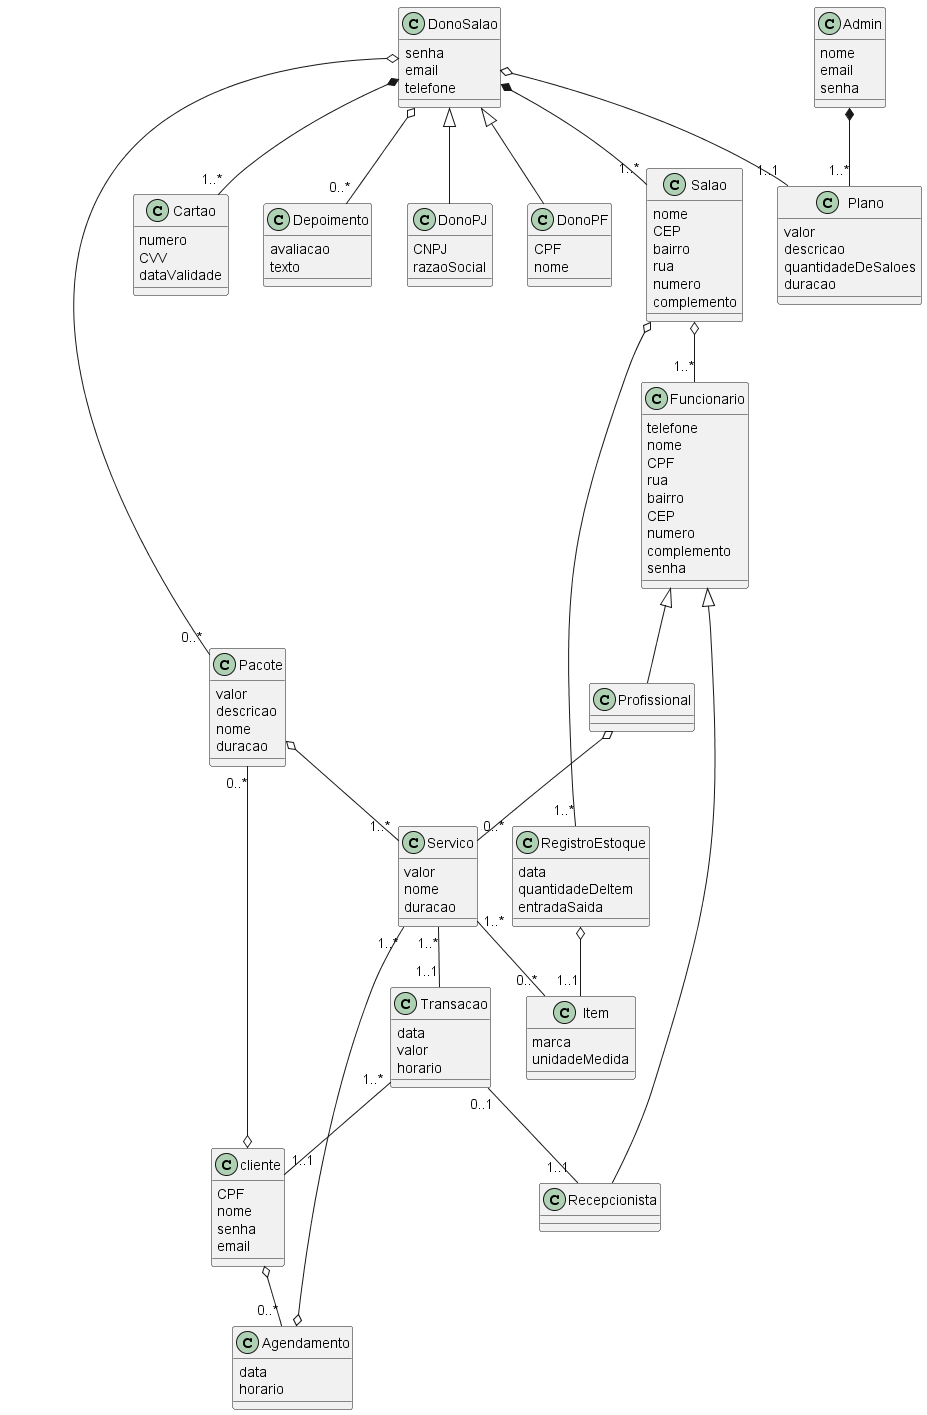 C DonoSalao
senha
email
telefone
C Admin
nome
email
senha
1..*
0..*
1..*
1..1
1..*
C Cartao
numero
CVV
dataValidade
C Depoimento
avaliacao
texto
C DonoPJ
CNPJ
razaoSocial
C DonoPF
CPF
nome
C Salao
nome
CEP
bairro
rua
numero
complemento
C Plano
valor
descricao
quantidadeDeSaloes
duracao
1..*
C Funcionario
telefone
nome
CPF
rua
bairro
CEP
numero
complemento
senha
0..*
C Pacote
valor
descricao
nome
duracao
C Profissional
0..*
1..*
0..*
1..*
C Servico
valor
nome
duracao
C RegistroEstoque
data
quantidadeDeItem
entradaSaida
1..*
1..*
1..*
1..1
0..*
1..1
C Transacao
data
valor
horario
C Item
marca
unidadeMedida
1..*
0..1
1..1
1..1
C cliente
CPF
nome
senha
email
C Recepcionista
0..*
C Agendamento
data
horario